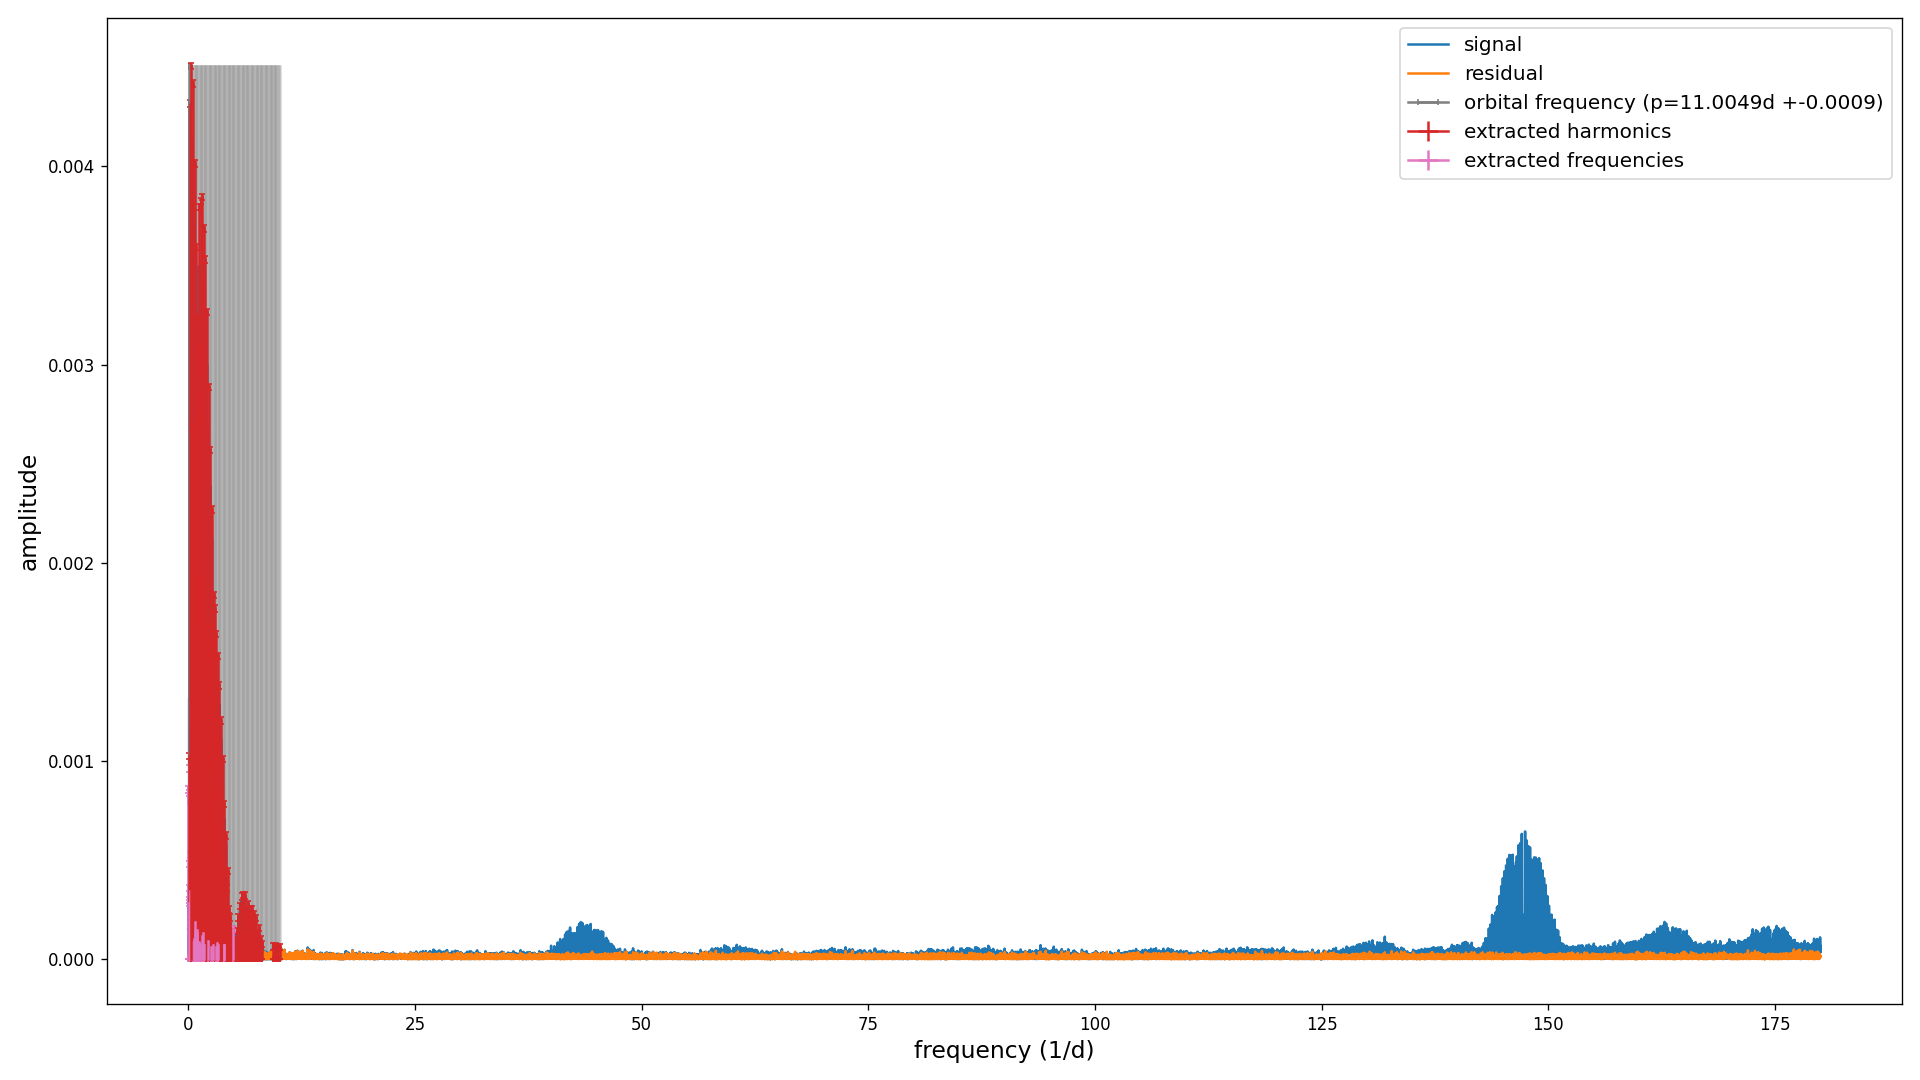 signal
residual
orbital frequency (p=11.0049d +-0.0009)
extracted harmonics
extracted frequencies
0.004
0.003
0.002
0.001
0.000
amplitude
0 25 50 75 100 125 150 175
frequency (1/d)